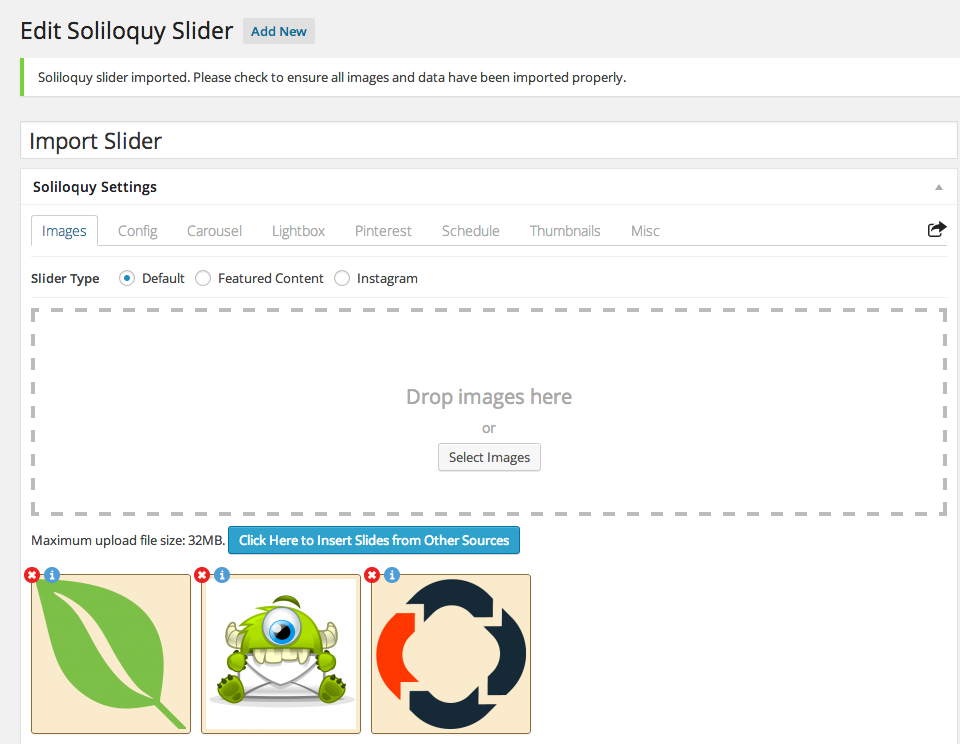 Edit Soliloquy Slider Add New
Soliloquy slider imported. Please check to ensure all images and data have been imported properly.
Import Slider
Soliloquy Settings
Images Config Carousel Lightbox Pinterest Schedule Thumbnails Misc
Slider Type Default Featured Content Instagram
Drop images here
or
Select Images
Maximum upload file size: 32MB. Click Here to Insert Slides from Other Sources